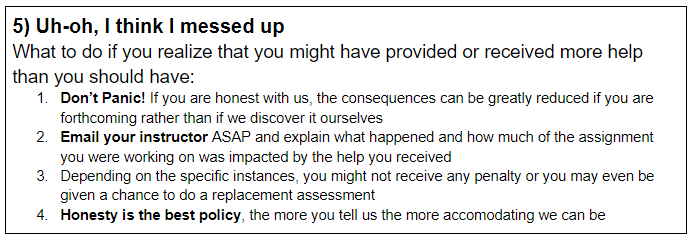 5) Uh-oh, I think I messed up
What to do if you realize that you might have provided or received more help
than you should have:
1. Don't Panic! If you are honest with us, the consequences can be greatly reduced if you are
forthcoming rather than if we discover it ourselves
2. Email your instructor ASAP and explain what happened and how much of the assignment
you were working on was impacted by the help you received
3. Depending on the specific instances, you might not receive any penalty or you may even be
given a chance to do a replacement assessment
4. Honesty is the best policy, the more you tell us the more accomodating we can be